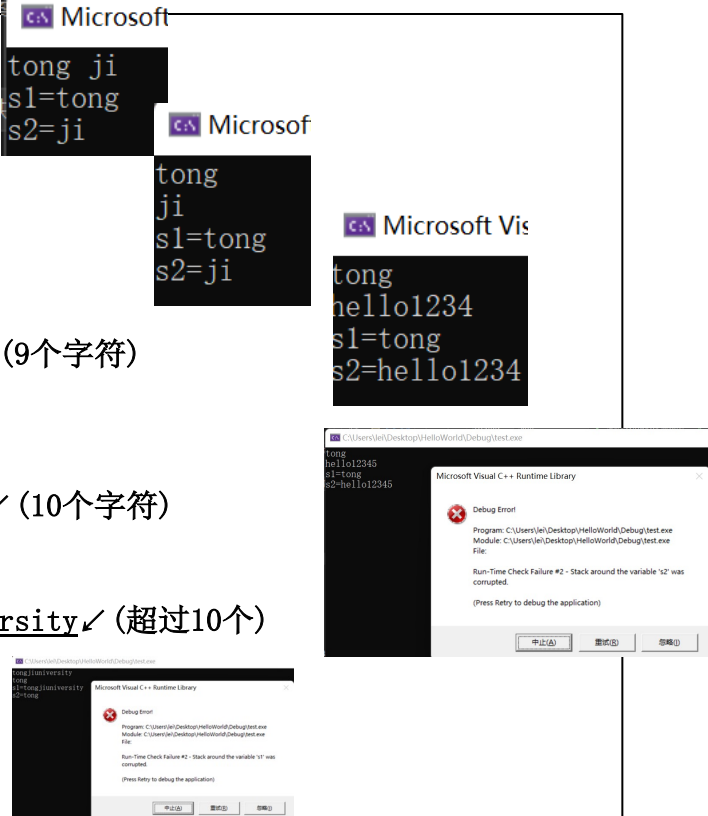 Microsoft
tong ji
s1=tong
s2=ji
Microsof
tong
ji
s1=tong
s2=ji
Microsoft Vis
tong
hello1234
s1=tong
s2=hello1234
(9个字符)
C:\Users\lei\Desktop\HelloWorld\Debug\test.exe
tong
hello12345
s1=tong
s2=hello12345
Microsoft Visual C++ Runtime Library
Debug Error!
Program: C:\Users\lei\Desktop\HelloWorld\Debug\test.exe
Module: C:\Users\lei\Desktop\HelloWorld\Debug\test.exe
File:
Run-Time Check Failure #2 - Stack around the variable 's2' was
corrupted.
(Press Retry to debug the application)
中止(A) 重试(R) 忽略(I)
↙(10个字符)
rsity↙(超过10个)
C:\Users\lei\Desktop\HelloWorld\Debug\test.exe
tongjiuniversity
tong
s1=tongjiuniversity
s2=tong
Microsoft Visual C++ Runtime Library
Debug Error!
Program: C:\Users\lei\Desktop\HelloWorld\Debug\test.exe
Module: C:\Users\lei\Desktop\HelloWorld\Debug\test.exe
File:
Run-Time Check Failure #2 - Stack around the variable 's1' was
corrupted.
(Press Retry to debug the application)
中止(A) 重试(R) 忽略(I)